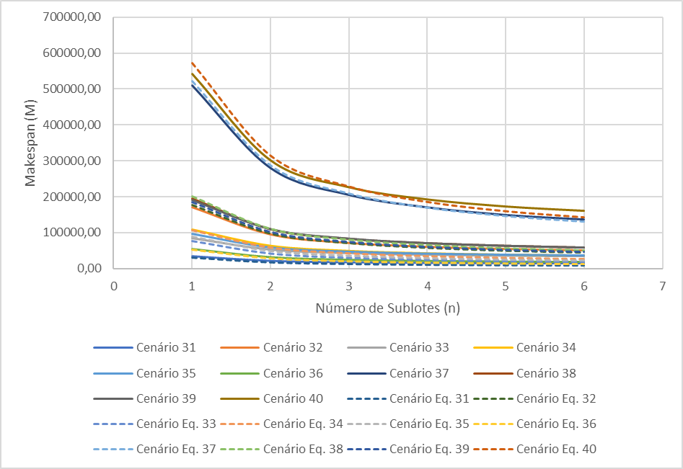 700000,00
600000,00
500000,00
400000,00
300000,00
200000,00
100000,00
0,00
Makespan (M)
0 1 2 3 4 5 6 7
Número de Sublotes (n)
Cenário 31 Cenário 32 Cenário 33 Cenário 34
Cenário 35 Cenário 36 Cenário 37 Cenário 38
Cenário 39 Cenário 40 Cenário Eq. 31 Cenário Eq. 32
Cenário Eq. 33 Cenário Eq. 34 Cenário Eq. 35 Cenário Eq. 36
Cenário Eq. 37 Cenário Eq. 38 Cenário Eq. 39 Cenário Eq. 40